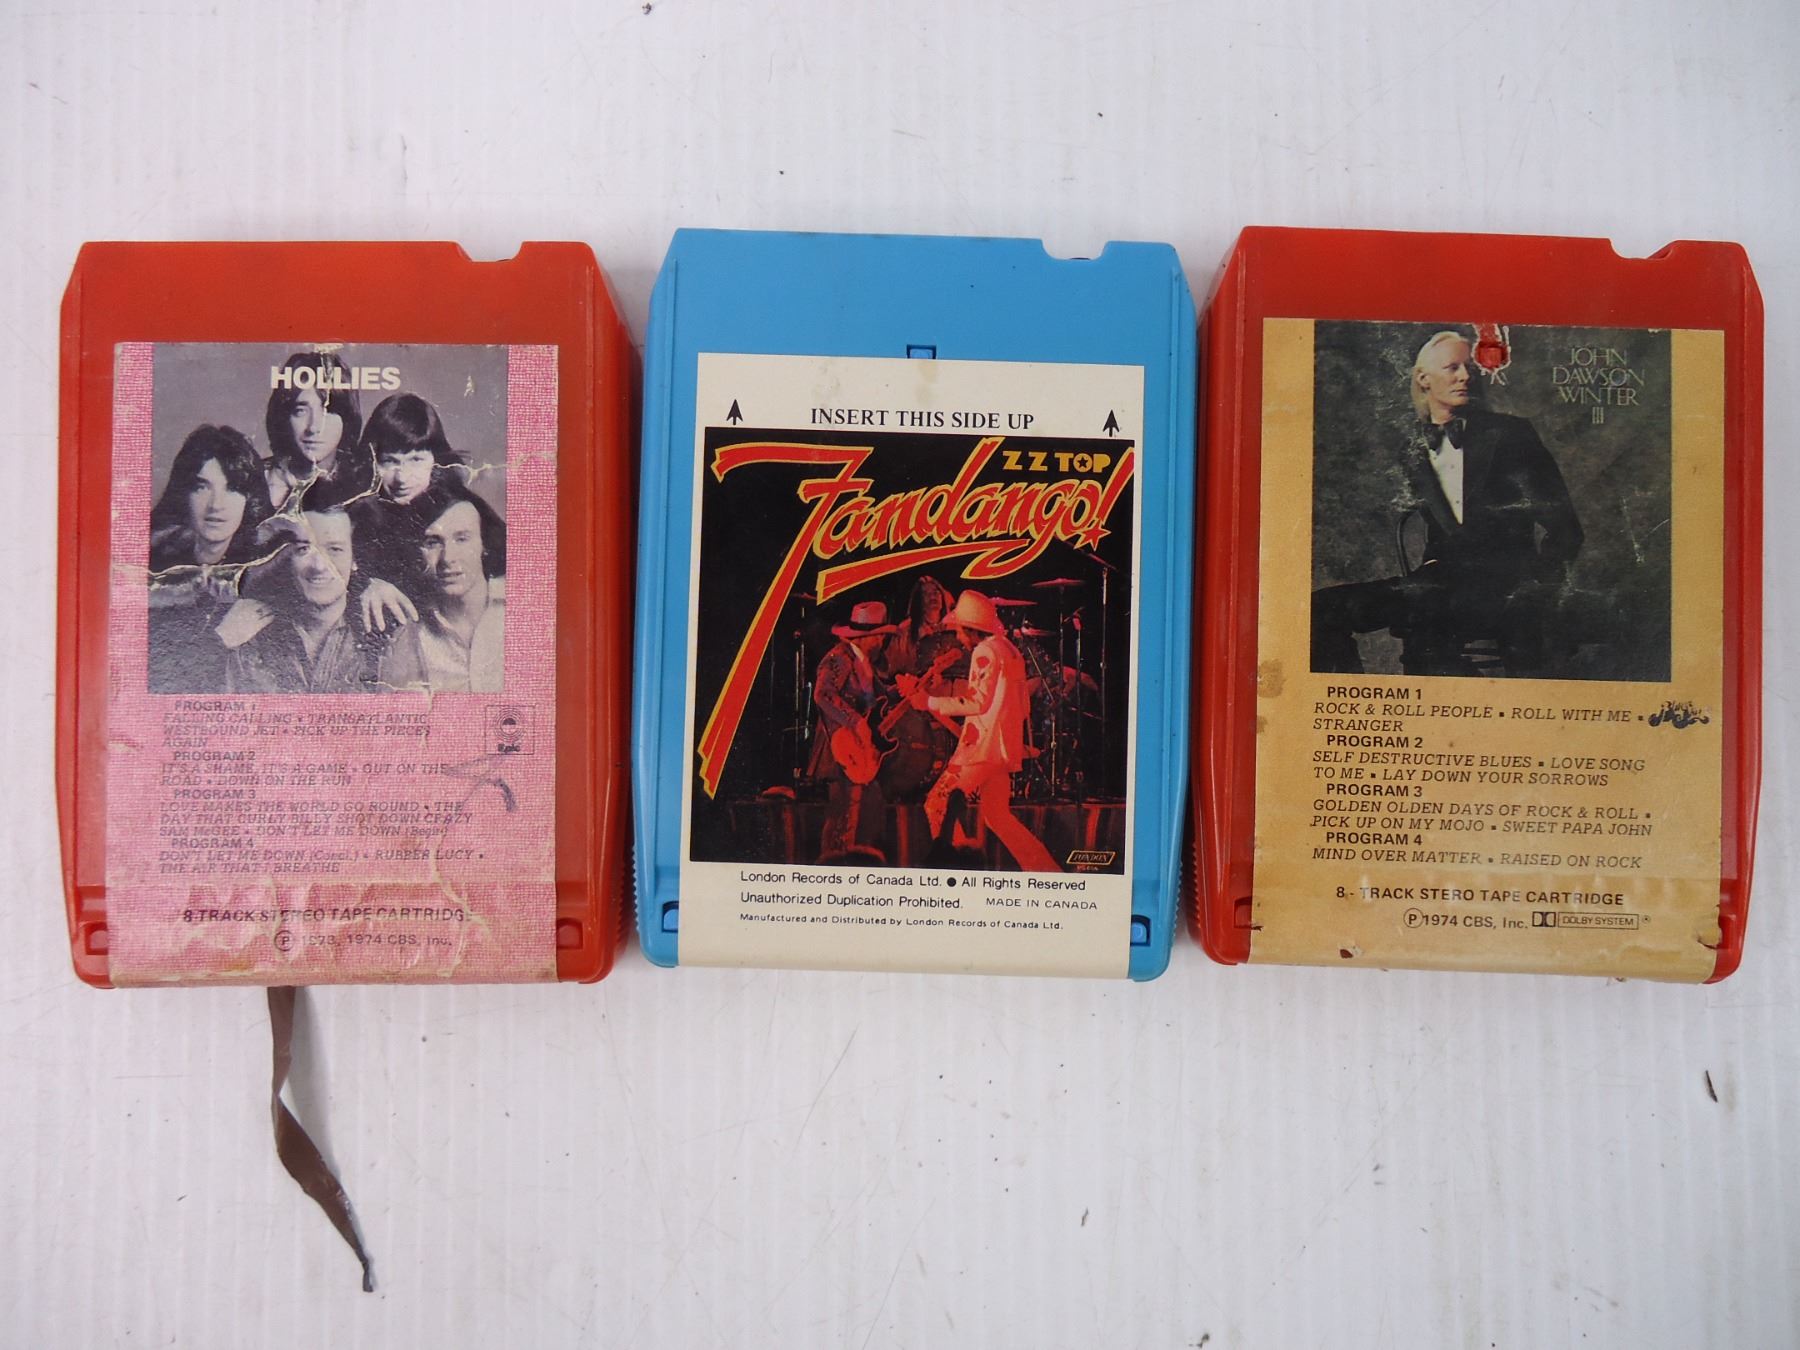 HOLLIES
PROGRAM 1
FALLING CALLING • TRANSATLANTIC
WESTBOUND JET • PICK UP THE PIECES
AGAIN
PROGRAM 2
IT'S A SHAME, IT'S A GAME • OUT ON THE
ROAD • DOWN ON THE RUN
PROGRAM 3
LOVE MAKES THE WORLD GO ROUND • THE
DAY THAT CURLY BILLY SHOT DOWN CRAZY
SAM McGEE • DON'T LET ME DOWN (Begin)
PROGRAM 4
DON'T LET ME DOWN (Concl.) • RUBBER LUCY •
THE AIR THAT I BREATHE
Epic
8-TRACK STEREO TAPE CARTRIDGE
Ⓟ 1973, 1974 CBS, Inc.
INSERT THIS SIDE UP
ZZ TOP
Fandango!
LONDON
London Records of Canada Ltd. ● All Rights Reserved
Unauthorized Duplication Prohibited. MADE IN CANADA
Manufactured and Distributed by London Records of Canada Ltd.
JOHN
DAWSON
WINTER
III
PROGRAM 1
ROCK & ROLL PEOPLE ▪ ROLL WITH ME ▪
STRANGER
PROGRAM 2
SELF DESTRUCTIVE BLUES ▪ LOVE SONG
TO ME ▪ LAY DOWN YOUR SORROWS
PROGRAM 3
GOLDEN OLDEN DAYS OF ROCK & ROLL ▪
PICK UP ON MY MOJO ▪ SWEET PAPA JOHN
PROGRAM 4
MIND OVER MATTER ▪ RAISED ON ROCK
Blue Sky
8 - TRACK STERO TAPE CARTRIDGE
Ⓟ1974 CBS, Inc. DOLBY SYSTEM ®